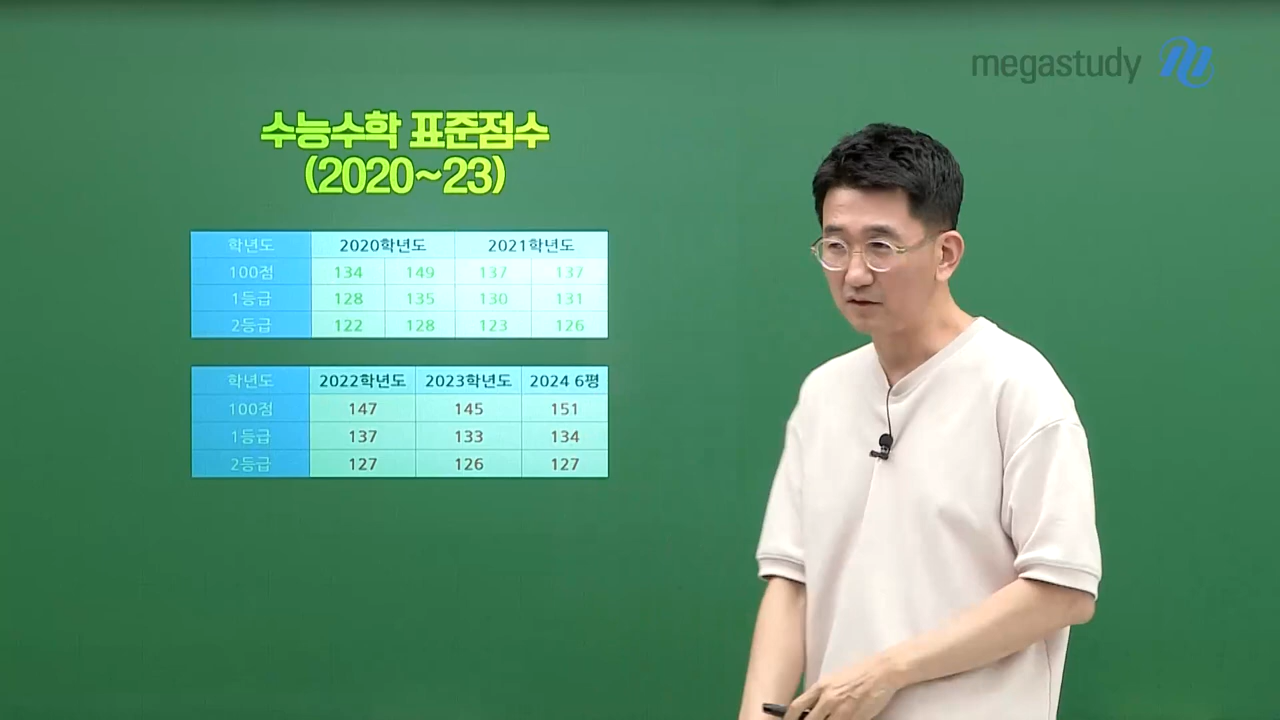 megastudy
수능수학 표준점수
(2020~23)
학년도 2020학년도 2021학년도
100점 134 149 137 137
1등급 128 135 130 131
2등급 122 128 123 126
학년도 2022학년도 2023학년도 2024 6평
100점 147 145 151
1등급 137 133 134
2등급 127 126 127